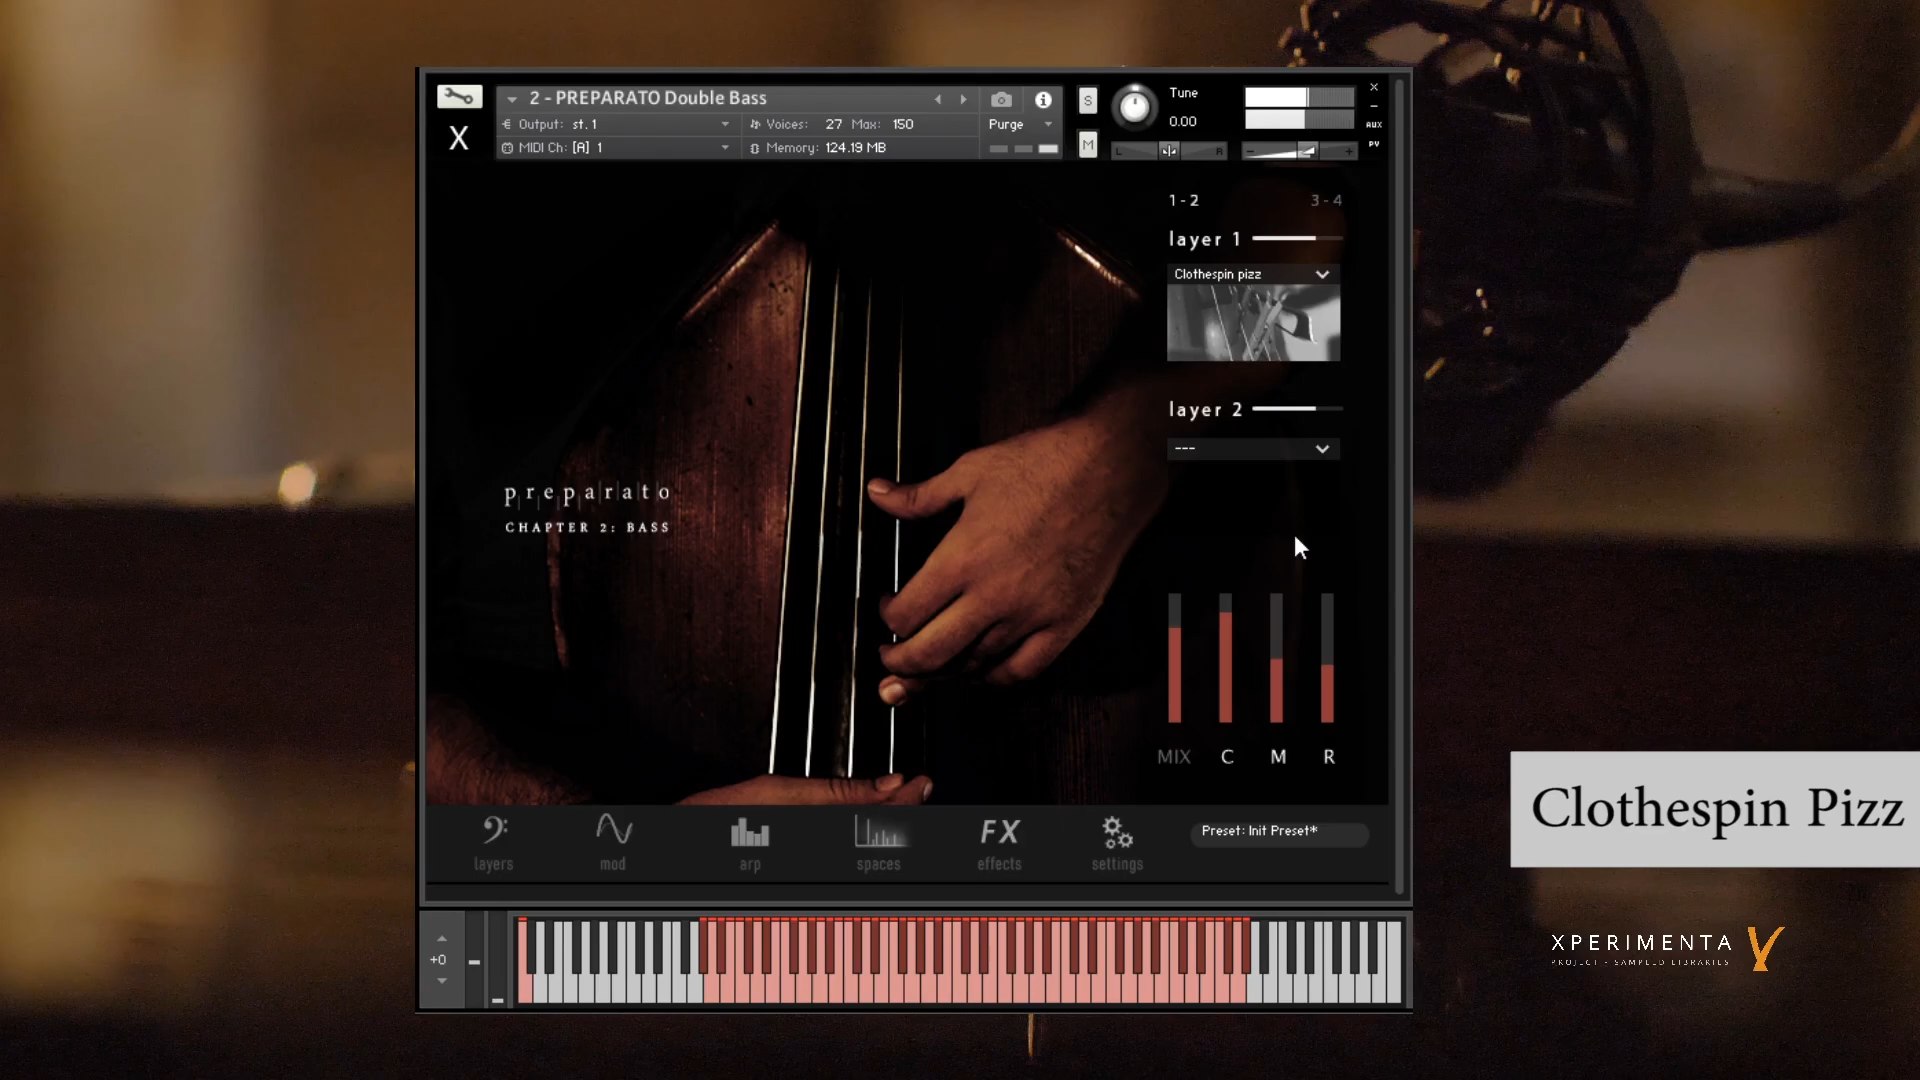 2 - PREPARATO Double Bass
Output: st. 1
Voices: 27 Max: 150
MIDI Ch: [A] 1
Memory: 124.19 MB
Purge
S
M
Tune
0.00
L
R
-
+
X
-
AUX
PV
X
1 - 2
3 - 4
layer 1
Clothespin pizz
layer 2
---
preparato
CHAPTER 2: BASS
MIX C M R
layers
mod
arp
spaces
FX
effects
settings
Preset: Init Preset*
+0
Clothespin Pizz
XPERIMENTA
PROJECT - SAMPLED LIBRARIES